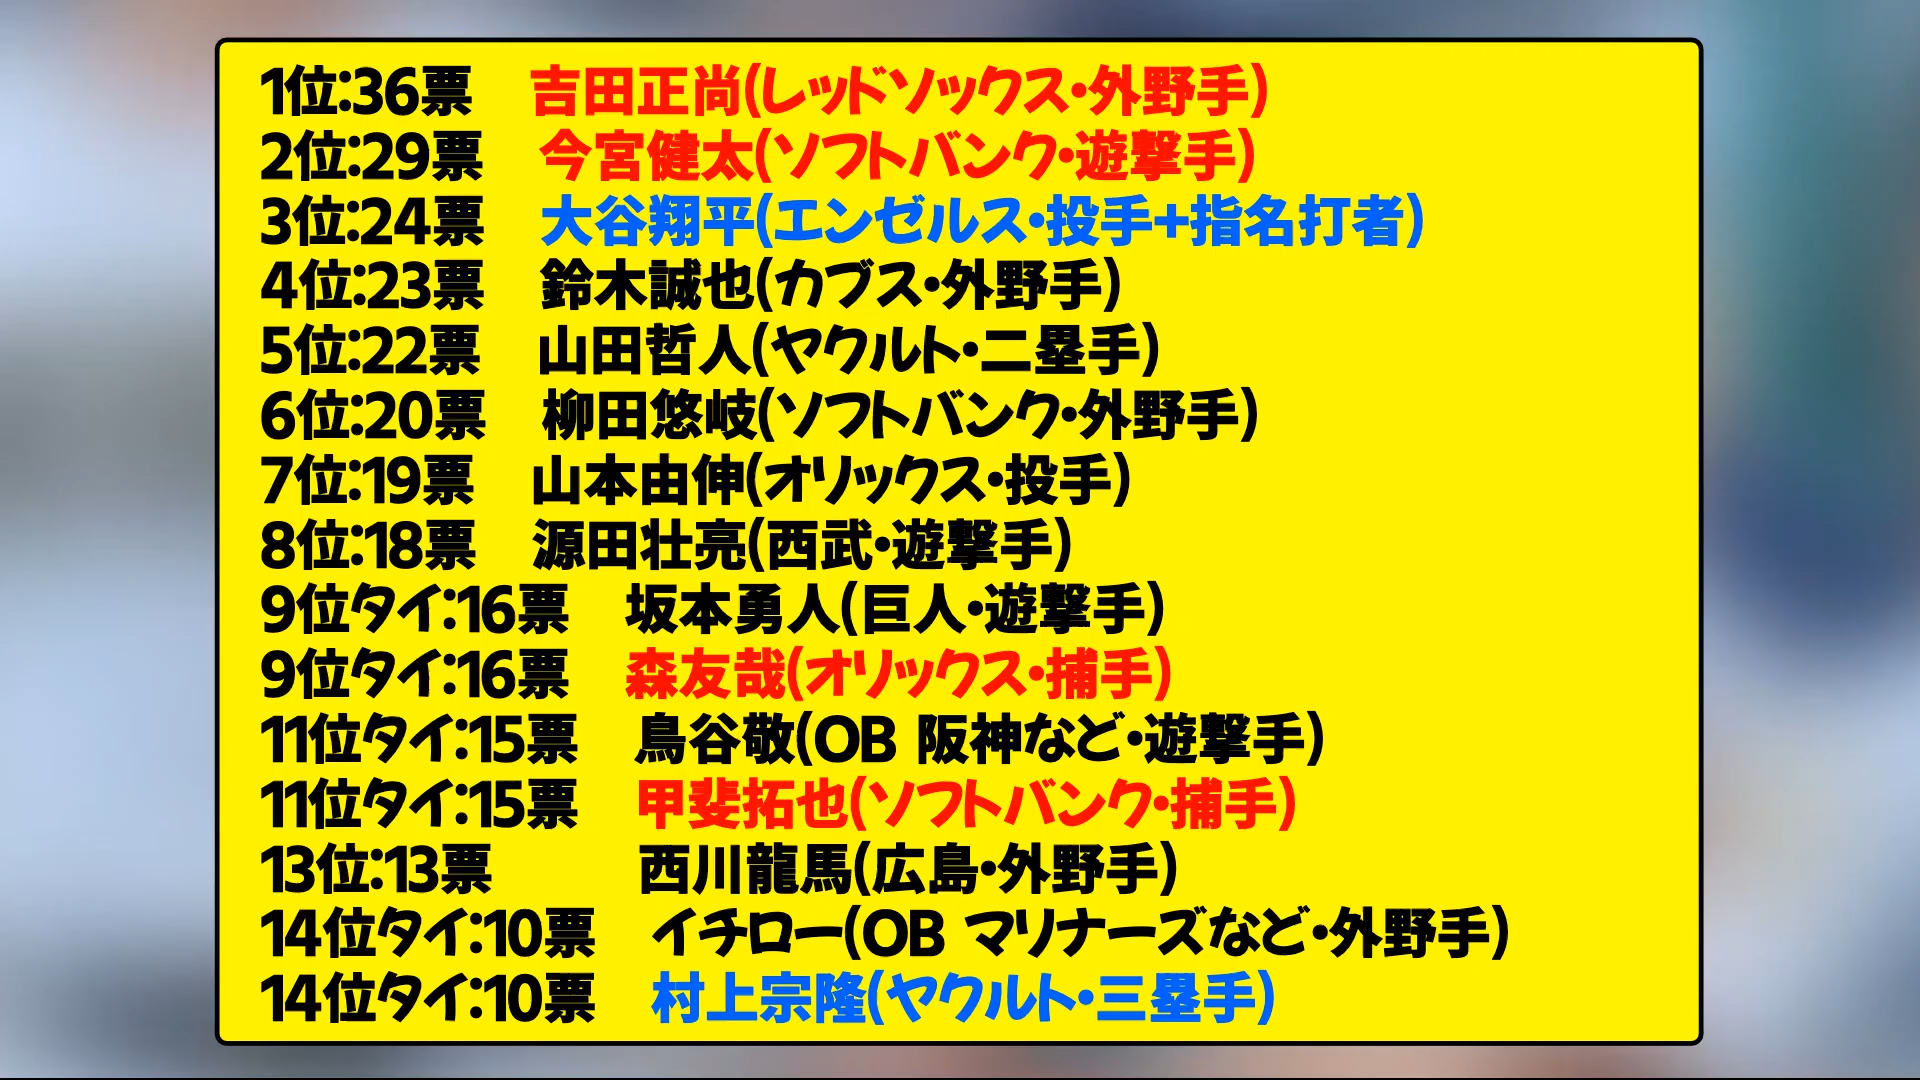 1位:36票 吉田正尚(レッドソックス・外野手)
2位:29票 今宮健太(ソフトバンク・遊撃手)
3位:24票 大谷翔平(エンゼルス・投手+指名打者)
4位:23票 鈴木誠也(カブス・外野手)
5位:22票 山田哲人(ヤクルト・二塁手)
6位:20票 柳田悠岐(ソフトバンク・外野手)
7位:19票 山本由伸(オリックス・投手)
8位:18票 源田壮亮(西武・遊撃手)
9位タイ:16票 坂本勇人(巨人・遊撃手)
9位タイ:16票 森友哉(オリックス・捕手)
11位タイ:15票 鳥谷敬(OB 阪神など・遊撃手)
11位タイ:15票 甲斐拓也(ソフトバンク・捕手)
13位:13票 西川龍馬(広島・外野手)
14位タイ:10票 イチロー(OB マリナーズなど・外野手)
14位タイ:10票 村上宗隆(ヤクルト・三塁手)